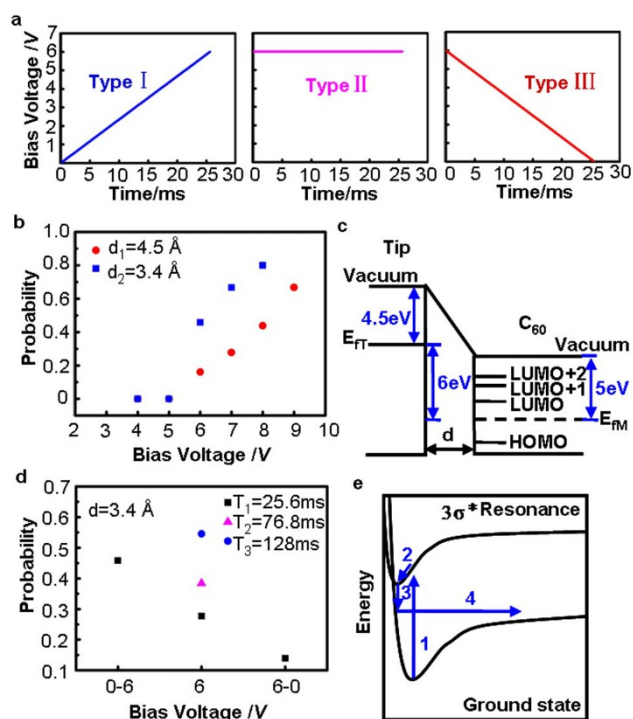 a
Bias Voltage /V
6
5
4
3
2
1
Type I
Type II
Type III
0 5 10 15 20 25 30
0 5 10 15 20 25 30
0 5 10 15 20 25 30
Time/ms
Time/ms
Time/ms
b
Probability
1.0
0.8
0.6
0.4
0.2
0
d1=4.5 Å
d2=3.4 Å
2 3 4 5 6 7 8 9 10
Bias Voltage /V
c
Tip
Vacuum
4.5eV
EfT
6eV
d
C60
Vacuum
LUMO+2
LUMO+1
LUMO
5eV
EfM
HOMO
d
Probability
0.7
0.6
0.5
0.4
0.3
0.2
0.1
d=3.4 Å
T1=25.6ms
T2=76.8ms
T3=128ms
0-6 6 6-0
Bias Voltage /V
e
Energy
3σ* Resonance
2
3
4
1
Ground state